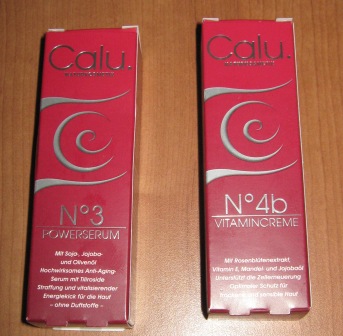 Calu.
N°3
POWERSERUM
Mit Soja, Jojoba-
und Olivenöl
Hochwirksames Anti-Aging-
Serum mit Tiliroside
Straffung und vitalisierender
Energiekick für die Haut
– ohne Duftstoffe –
Calu.
N°4b
VITAMINCREME
Mit Rosenblütenextrakt,
Vitamin E, Mandel- und Jojobaöl
Unterstützt die Zellerneuerung
Optimaler Schutz für
trockene und sensible Haut